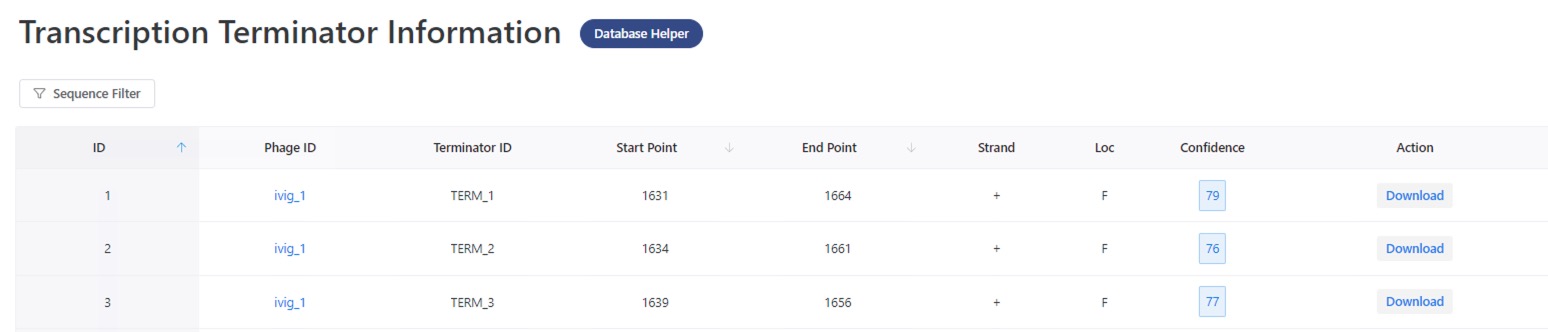 Transcription Terminator Information Database Helper
Sequence Filter
ID Phage ID Terminator ID Start Point End Point Strand Loc Confidence Action
1 ivig_1 TERM_1 1631 1664 + F 79 Download
2 ivig_1 TERM_2 1634 1661 + F 76 Download
3 ivig_1 TERM_3 1639 1656 + F 77 Download